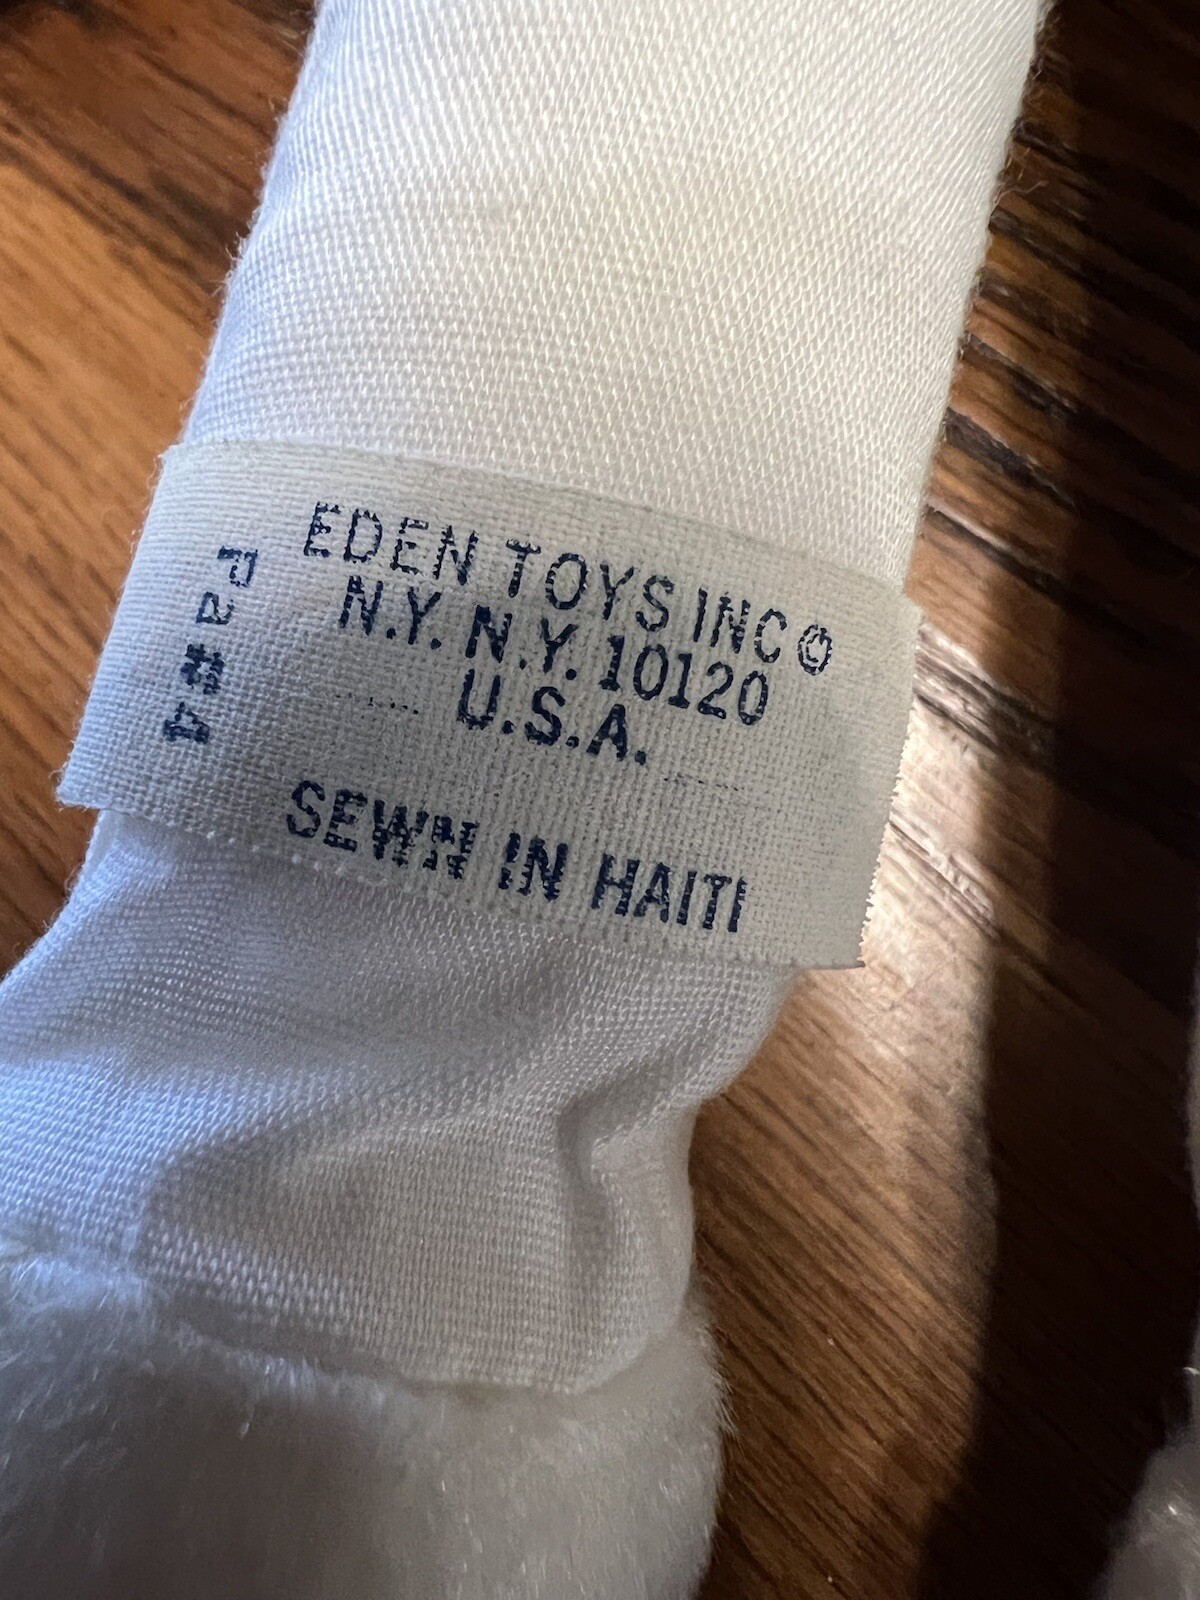 EDEN TOYS INC ©
N.Y. N.Y. 10120
U.S.A.
SEWN IN HAITI